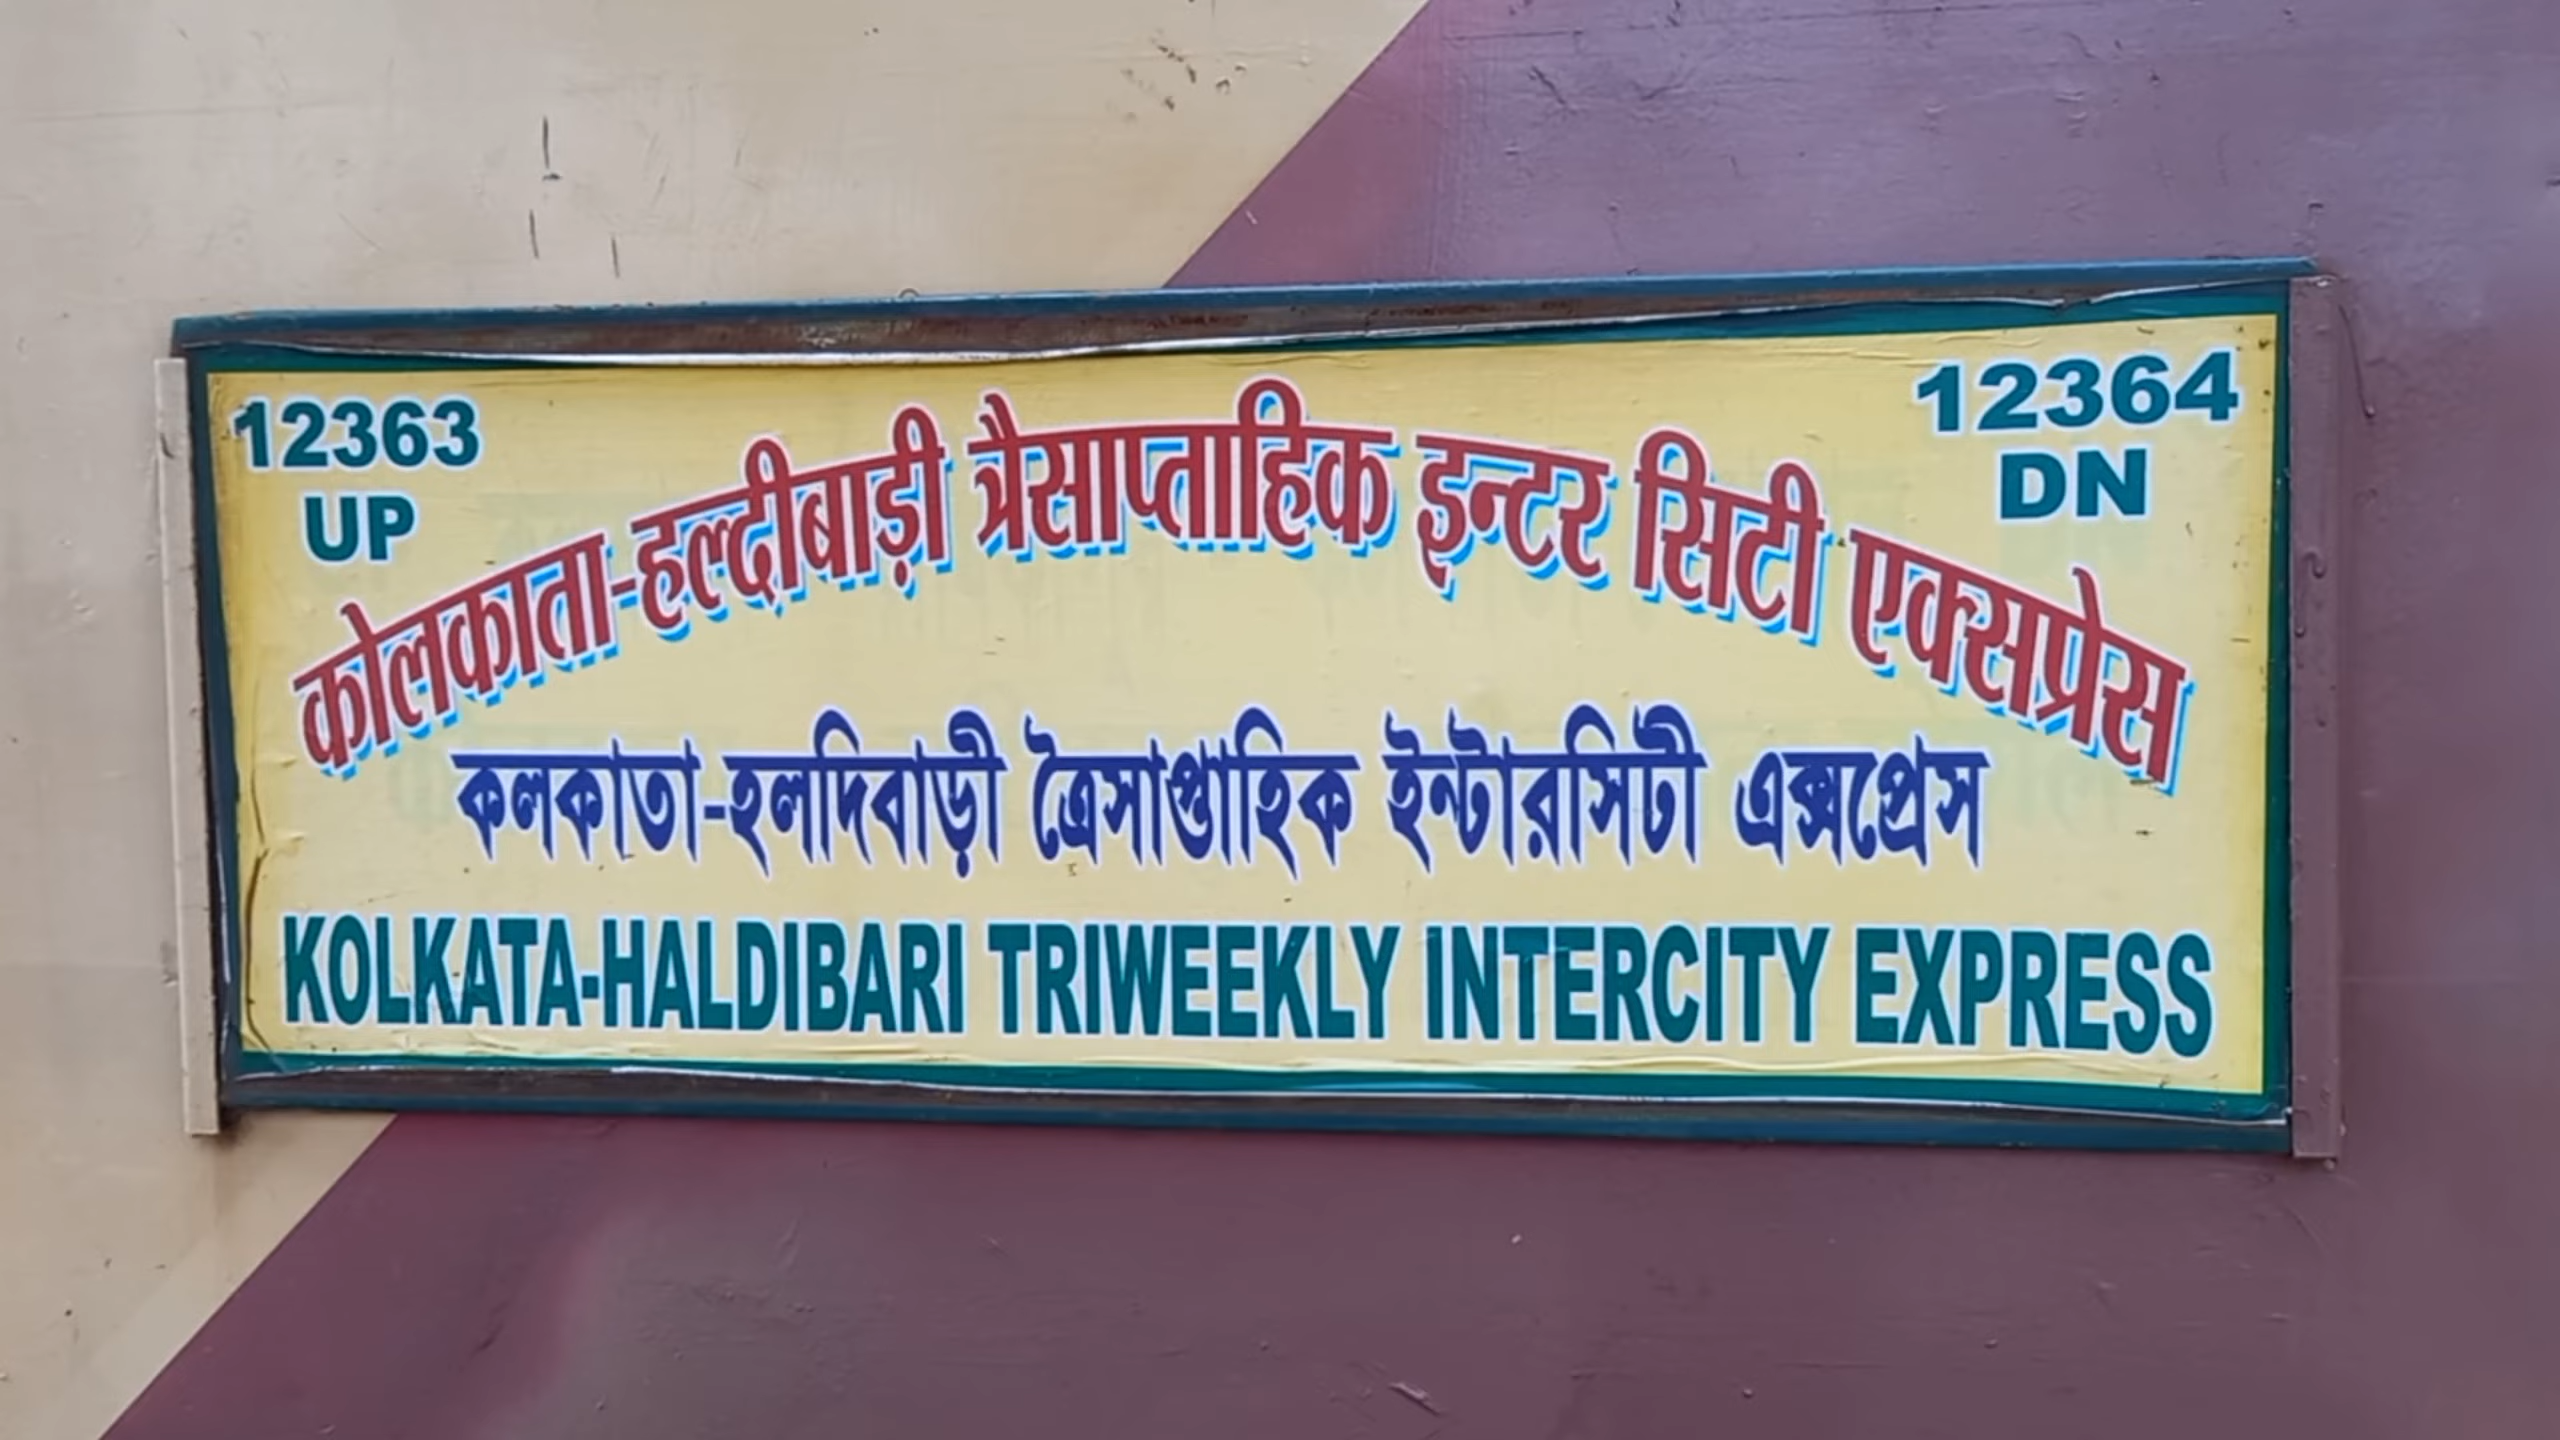 12363
UP
12364
DN
कोलकाता-हल्दीबाड़ी त्रैसाप्ताहिक इन्टर सिटी एक्सप्रेस
কলকাতা-হলদিবাড়ী ত্রৈসাপ্তাহিক ইন্টারসিটী এক্সপ্রেস
KOLKATA-HALDIBARI TRIWEEKLY INTERCITY EXPRESS